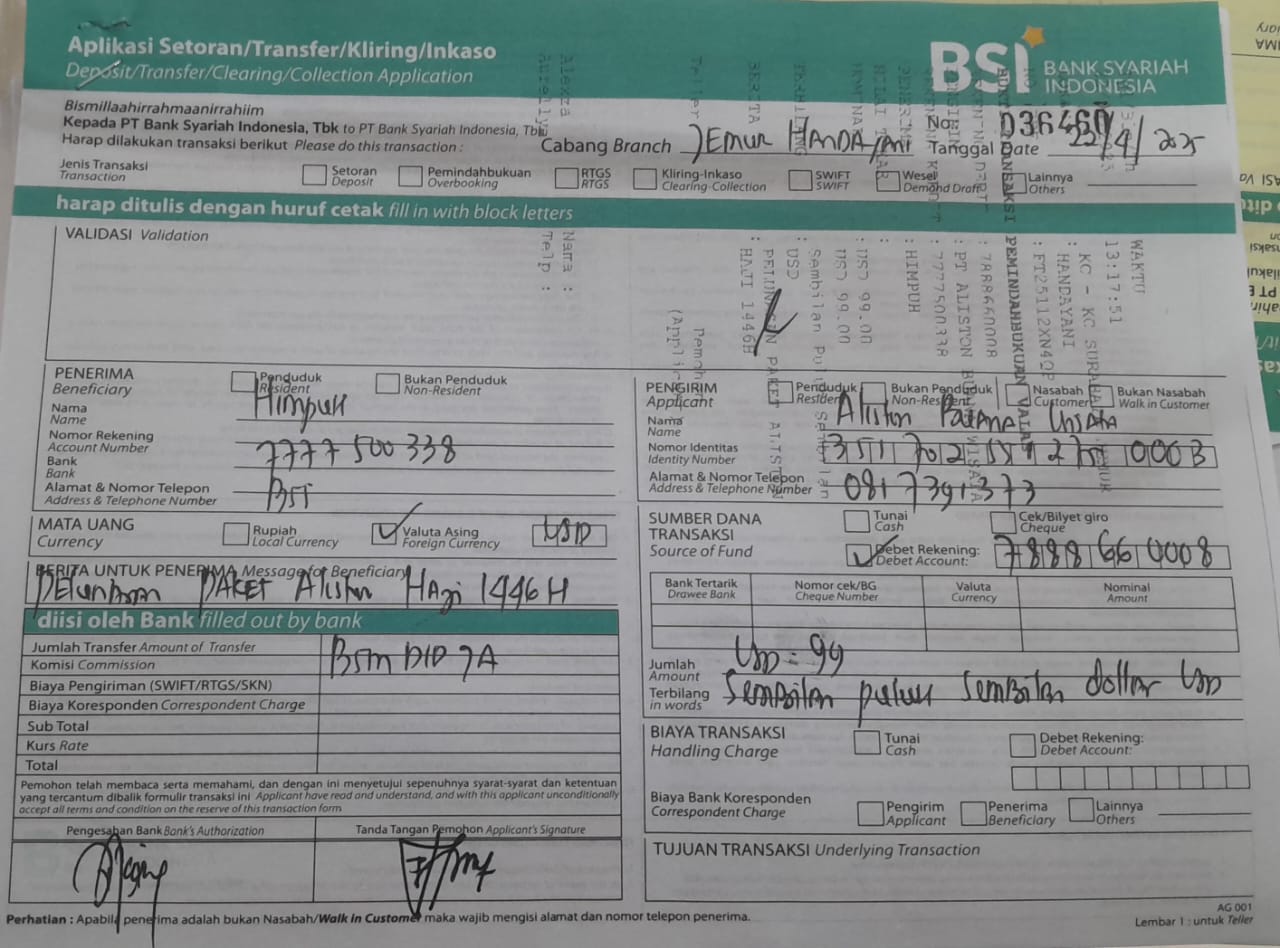 Aplikasi Setoran/Transfer/Kliring/Inkaso
Deposit/Transfer/Clearing/Collection Application
BSI BANK SYARIAH INDONESIA
Bismillaahirrahmaanirrahiim
Kepada PT Bank Syariah Indonesia, Tbk to PT Bank Syariah Indonesia, Tbk
Harap dilakukan transaksi berikut Please do this transaction :
No. 036460
Cabang Branch JEMUR HANDAYANI Tanggal Date 22/4/2025
Jenis Transaksi Transaction
Setoran Deposit
Pemindahbukuan Overbooking
RTGS RTGS
Kliring-Inkaso Clearing-Collection
SWIFT SWIFT
Wesel Demand Draft
Lainnya Others
harap ditulis dengan huruf cetak fill in with block letters
VALIDASI Validation
WAKTU
13:17:51
: KC - KC SURABA
: HANDAYANI
: FT25112XN4QP
PEMINDAHBUKUAN VALAS
: 7888660008
: PT ALISTON BU
: 7777500338
: HIMPUH
: USD 99.00
: USD 99.00
USD
: HAJI 1446H
Nama :
Telp :
BERITA
Teller
Alexza
PENERIMA Beneficiary
Penduduk Resident
Bukan Penduduk Non-Resident
Nama Name Himpuh
Nomor Rekening Account Number 7777 500 338
Bank Bank
Alamat & Nomor Telepon Address & Telephone Number BSI
MATA UANG Currency
Rupiah Local Currency
Valuta Asing Foreign Currency
USD
BERITA UNTUK PENERIMA Message for Beneficiary
Pelunasan PAKET Aliston Haji 1446 H
diisi oleh Bank filled out by bank
Jumlah Transfer Amount of Transfer
Komisi Commission
Biaya Pengiriman (SWIFT/RTGS/SKN)
Biaya Koresponden Correspondent Charge
Sub Total
Kurs Rate
Total
Pemohon telah membaca serta memahami, dan dengan ini menyetujui sepenuhnya syarat-syarat dan ketentuan
yang tercantum dibalik formulir transaksi ini Applicant have read and understand, and with this applicant unconditionally
accept all terms and condition on the reserve of this transaction form
Pengesahan Bank Bank's Authorization
Tanda Tangan Pemohon Applicant's Signature
PENGIRIM Applicant
Penduduk Resident
Bukan Penduduk Non-Resident
Nasabah Customer
Bukan Nasabah Walk in Customer
Nama Name Aliston
Nomor Identitas Identity Number
Alamat & Nomor Telepon Address & Telephone Number 0817391373
SUMBER DANA TRANSAKSI Source of Fund
Tunai Cash
Cek/Bilyet giro Cheque
Debet Rekening: Debet Account: 7888660008
Bank Tertarik Drawee Bank
Nomor cek/BG Cheque Number
Valuta Currency
Nominal Amount
Jumlah Amount USD = 99
Terbilang in words Sembilan puluh Sembilan dollar USD
BIAYA TRANSAKSI Handling Charge
Tunai Cash
Debet Rekening: Debet Account:
Biaya Bank Koresponden Correspondent Charge
Pengirim Applicant
Penerima Beneficiary
Lainnya Others
TUJUAN TRANSAKSI Underlying Transaction
Perhatian : Apabila penerima adalah bukan Nasabah/Walk in Customer maka wajib mengisi alamat dan nomor telepon penerima.
AG 001
Lembar 1 : untuk Teller